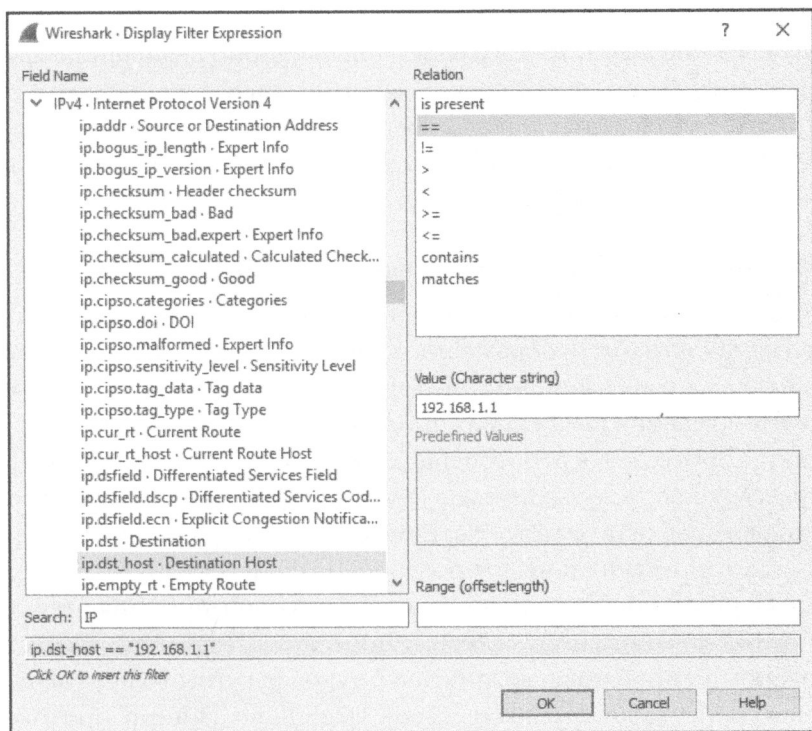 Wireshark · Display Filter Expression
? ×
Field Name
IPv4 · Internet Protocol Version 4
ip.addr · Source or Destination Address
ip.bogus_ip_length · Expert Info
ip.bogus_ip_version · Expert Info
ip.checksum · Header checksum
ip.checksum_bad · Bad
ip.checksum_bad.expert · Expert Info
ip.checksum_calculated · Calculated Check...
ip.checksum_good · Good
ip.cipso.categories · Categories
ip.cipso.doi · DOI
ip.cipso.malformed · Expert Info
ip.cipso.sensitivity_level · Sensitivity Level
ip.cipso.tag_data · Tag data
ip.cipso.tag_type · Tag Type
ip.cur_rt · Current Route
ip.cur_rt_host · Current Route Host
ip.dsfield · Differentiated Services Field
ip.dsfield.dscp · Differentiated Services Cod...
ip.dsfield.ecn · Explicit Congestion Notifica...
ip.dst · Destination
ip.dst_host · Destination Host
ip.empty_rt · Empty Route
Search: IP
Relation
is present
==
!=
>
<
>=
<=
contains
matches
Value (Character string)
192.168.1.1
Predefined Values
Range (offset:length)
ip.dst_host == "192.168.1.1"
Click OK to insert this filter
OK Cancel Help